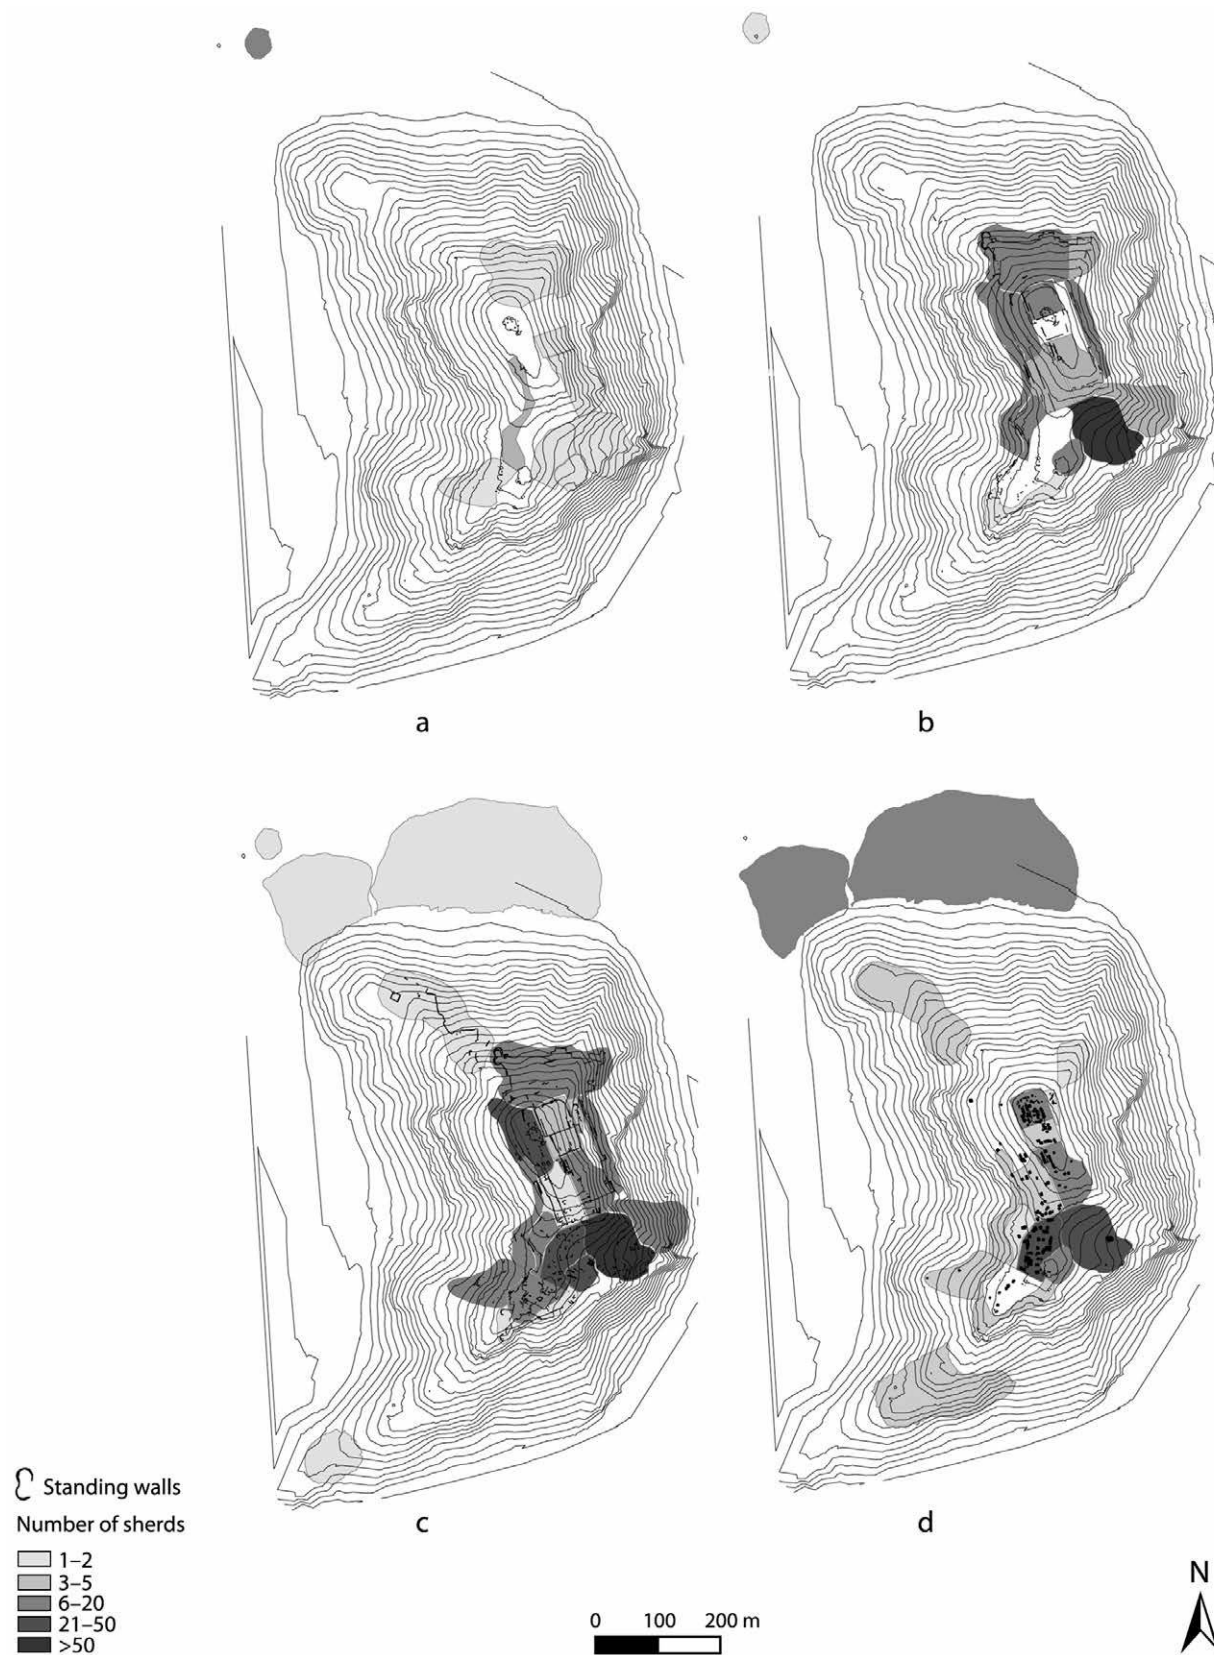 a
b
c
d
Standing walls
Number of sherds
1–2
3–5
6–20
21–50
>50
0 100 200 m
N